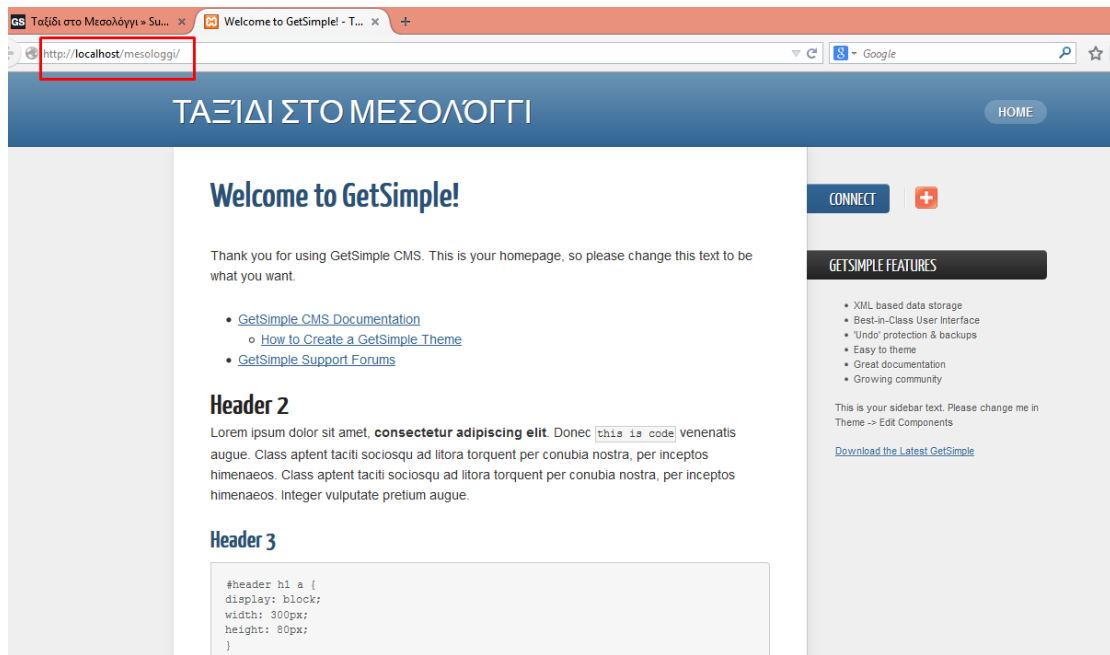 GS Ταξίδι στο Μεσολόγγι » Su... × Welcome to GetSimple! - T... × +
http://localhost/mesologgi/ 8 Google
ΤΑΞΊΔΙ ΣΤΟ ΜΕΣΟΛΌΓΓΙ HOME
Welcome to GetSimple!
Thank you for using GetSimple CMS. This is your homepage, so please change this text to be
what you want.
GetSimple CMS Documentation
How to Create a GetSimple Theme
GetSimple Support Forums
Header 2
Lorem ipsum dolor sit amet, consectetur adipiscing elit. Donec this is code venenatis
augue. Class aptent taciti sociosqu ad litora torquent per conubia nostra, per inceptos
himenaeos. Class aptent taciti sociosqu ad litora torquent per conubia nostra, per inceptos
himenaeos. Integer vulputate pretium augue.
Header 3
#header h1 a {
display: block;
width: 300px;
height: 80px;
}
CONNECT
GETSIMPLE FEATURES
XML based data storage
Best-in-Class User Interface
'Undo' protection & backups
Easy to theme
Great documentation
Growing community
This is your sidebar text. Please change me in
Theme -> Edit Components
Download the Latest GetSimple